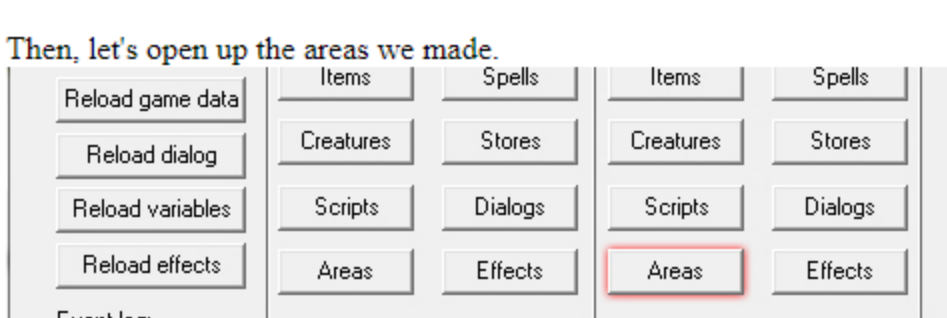 Then, let's open up the areas we made.
Items Spells Items Spells
Reload game data
Creatures Stores Creatures Stores
Reload dialog
Scripts Dialogs Scripts Dialogs
Reload variables
Areas Effects Areas Effects
Reload effects